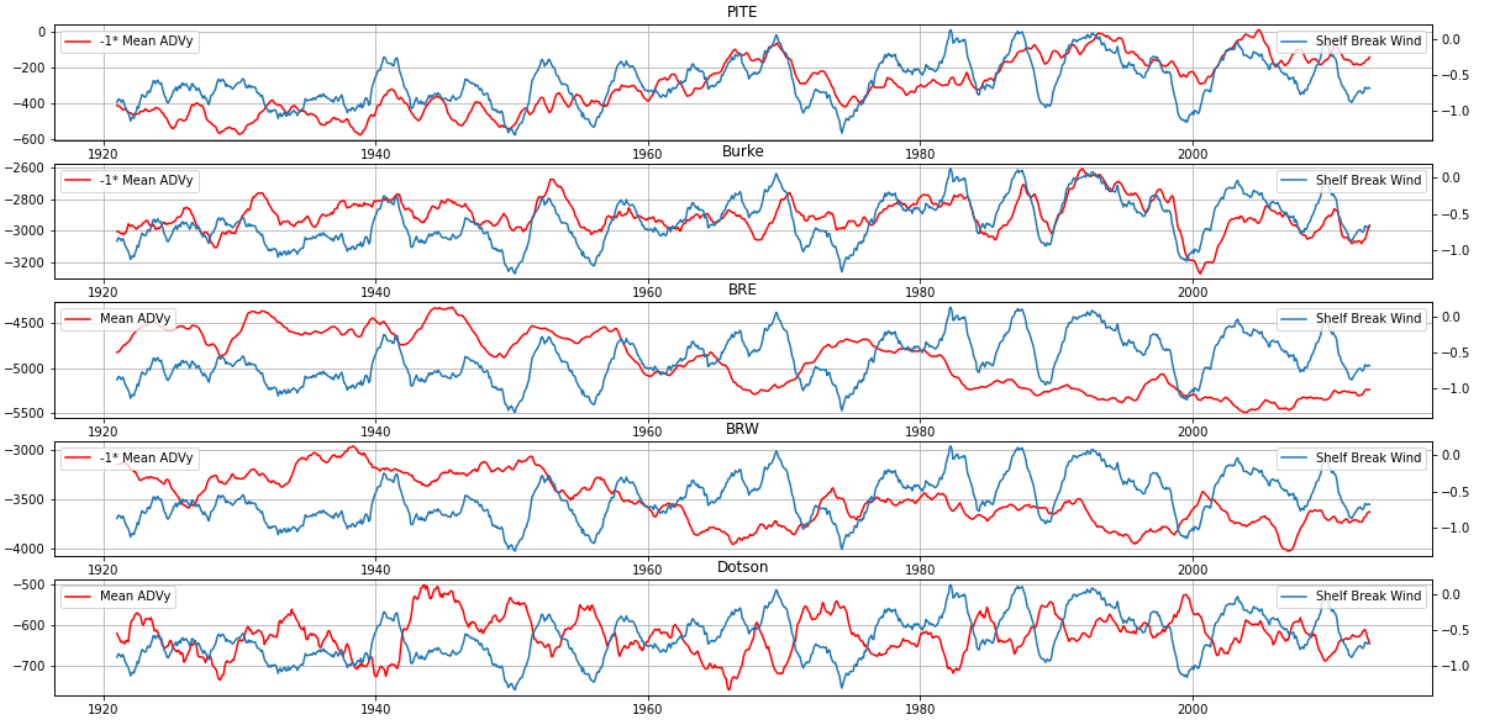 PITE
-1* Mean ADVy
Shelf Break Wind
0
−200
−400
−600
0.0
−0.5
−1.0
1920 1940 1960 1980 2000
Burke
-1* Mean ADVy
Shelf Break Wind
−2600
−2800
−3000
−3200
0.0
−0.5
−1.0
1920 1940 1960 1980 2000
BRE
Mean ADVy
Shelf Break Wind
−4500
−5000
−5500
0.0
−0.5
−1.0
1920 1940 1960 1980 2000
BRW
-1* Mean ADVy
Shelf Break Wind
−3000
−3500
−4000
0.0
−0.5
−1.0
1920 1940 1960 1980 2000
Dotson
Mean ADVy
Shelf Break Wind
−500
−600
−700
0.0
−0.5
−1.0
1920 1940 1960 1980 2000